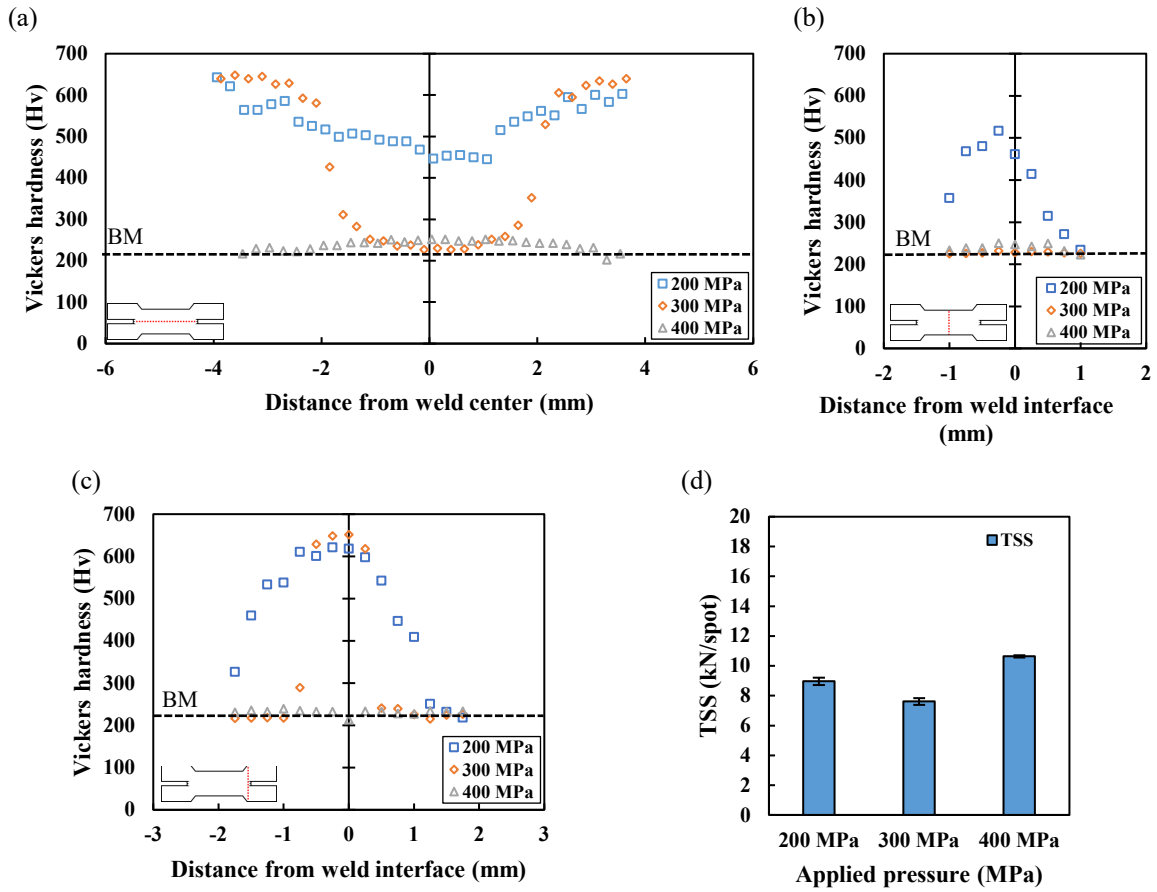 (a)
700
600
500
400
300
200
100
0
-6
-4
-2
0
2
4
6
Vickers hardness (Hv)
BM
200 MPa
300 MPa
400 MPa
Distance from weld center (mm)
(b)
700
600
500
400
300
200
100
0
-2
-1
0
1
2
Vickers hardness (Hv)
BM
200 MPa
300 MPa
400 MPa
Distance from weld interface
(mm)
(c)
700
600
500
400
300
200
100
0
-3
-2
-1
0
1
2
3
Vickers hardness (Hv)
BM
200 MPa
300 MPa
400 MPa
Distance from weld interface (mm)
(d)
20
18
16
14
12
10
8
6
4
2
0
TSS (kN/spot)
TSS
200 MPa
300 MPa
400 MPa
Applied pressure (MPa)